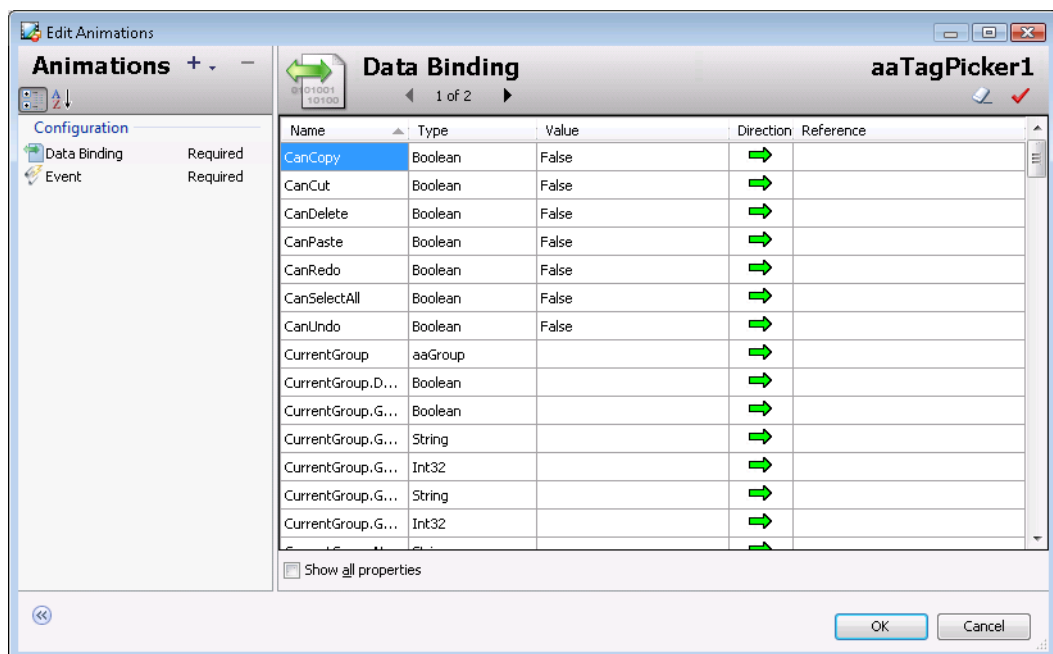 Edit Animations
Animations
Data Binding
aaTagPicker1
1 of 2
Configuration
Data Binding Required
Event Required
Name Type Value Direction Reference
CanCopy Boolean False
CanCut Boolean False
CanDelete Boolean False
CanPaste Boolean False
CanRedo Boolean False
CanSelectAll Boolean False
CanUndo Boolean False
CurrentGroup aaGroup
CurrentGroup.D... Boolean
CurrentGroup.G... Boolean
CurrentGroup.G... String
CurrentGroup.G... Int32
CurrentGroup.G... String
CurrentGroup.G... Int32
Show all properties
OK Cancel